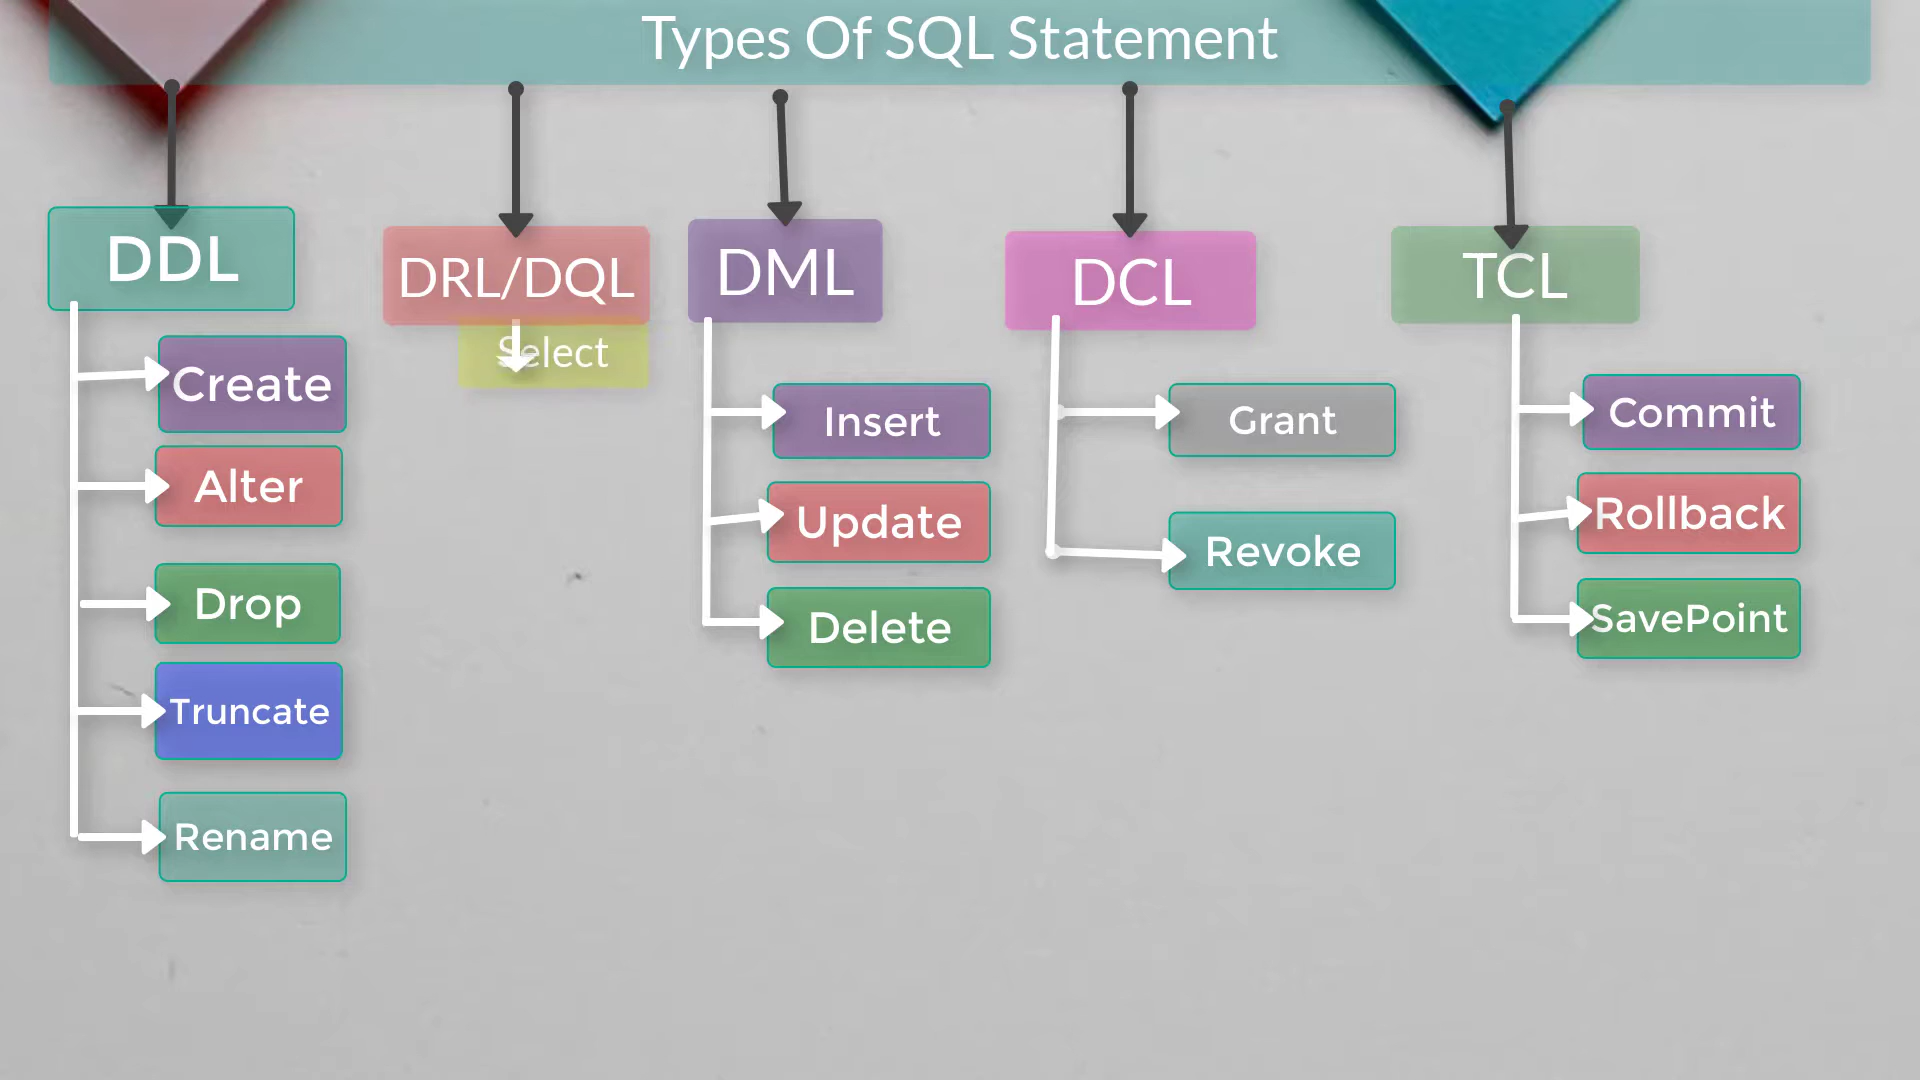 Types Of SQL Statement
DDL
Create
Alter
Drop
Truncate
Rename
DRL/DQL
Select
DML
Insert
Update
Delete
DCL
Grant
Revoke
TCL
Commit
Rollback
SavePoint